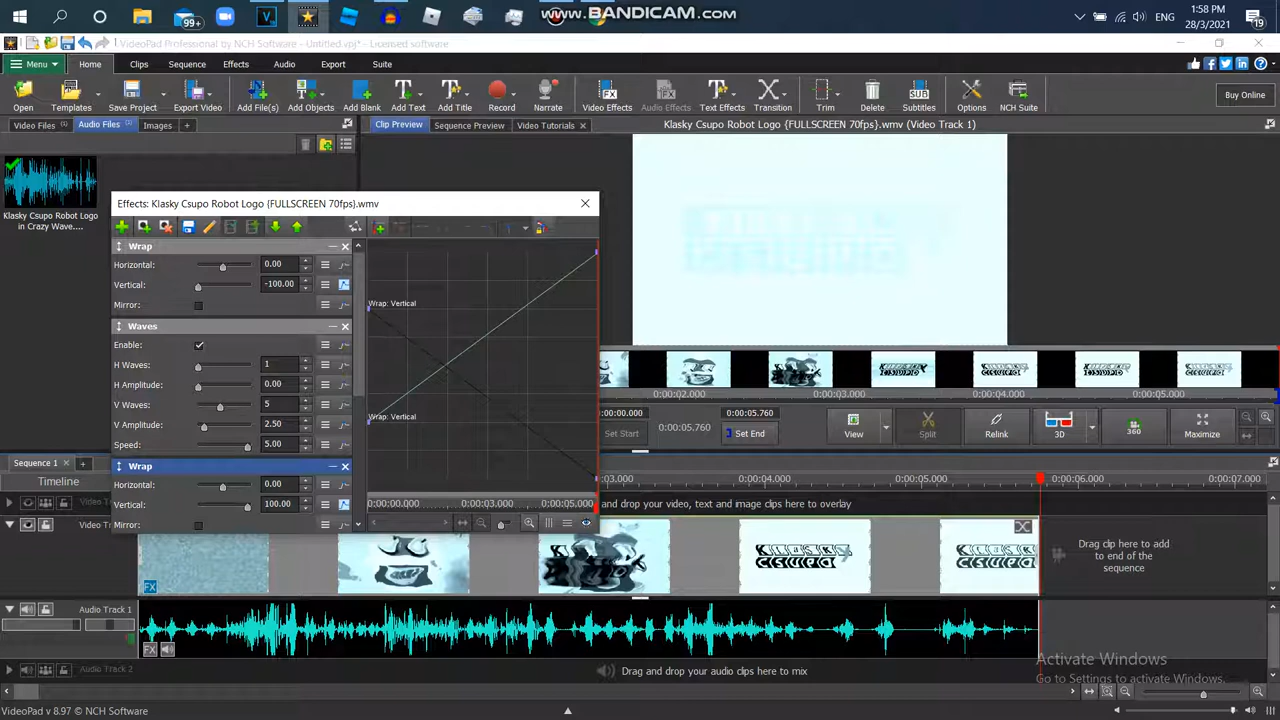 www.BANDICAM.com
99+
ENG
1:58 PM
28/3/2021
19
VideoPad Professional by NCH Software - Untitled.vpj* - Licensed software
Menu
Home
Clips
Sequence
Effects
Audio
Export
Suite
Open
Templates
Save Project
Export Video
Add File(s)
Add Objects
Add Blank
Add Text
Add Title
Record
Narrate
Video Effects
Audio Effects
Text Effects
Transition
Trim
Delete
Subtitles
Options
NCH Suite
Buy Online
Video Files
Audio Files
Images
+
Clip Preview
Sequence Preview
Video Tutorials
Klasky Csupo Robot Logo {FULLSCREEN 70fps}.wmv (Video Track 1)
Klasky Csupo Robot Logo
in Crazy Wave....
Effects: Klasky Csupo Robot Logo {FULLSCREEN 70fps}.wmv
Wrap
Horizontal: 0.00
Vertical: -100.00
Mirror:
Waves
Enable:
H Waves: 1
H Amplitude: 0.00
V Waves: 5
V Amplitude: 2.50
Speed: 5.00
Wrap
Horizontal: 0.00
Vertical: 100.00
Mirror:
Wrap: Vertical
Wrap: Vertical
0:00:00.000
0:00:03.000
0:00:05.000
0:00:02.000
0:00:03.000
0:00:04.000
0:00:05.000
0:00:00.000
Set Start
0:00:05.760
0:00:05.760
Set End
View
Split
Relink
3D
360
Maximize
Sequence 1
+
Timeline
0:00:05.000
0:00:06.000
0:00:07.000
and drop your video, text and image clips here to overlay
FX
KLASKY
CSUPO
Drag clip here to add
to end of the
sequence
Audio Track 1
FX
Audio Track 2
Drag and drop your audio clips here to mix
Activate Windows
Go to Settings to activate Windows.
VideoPad v 8.97 © NCH Software